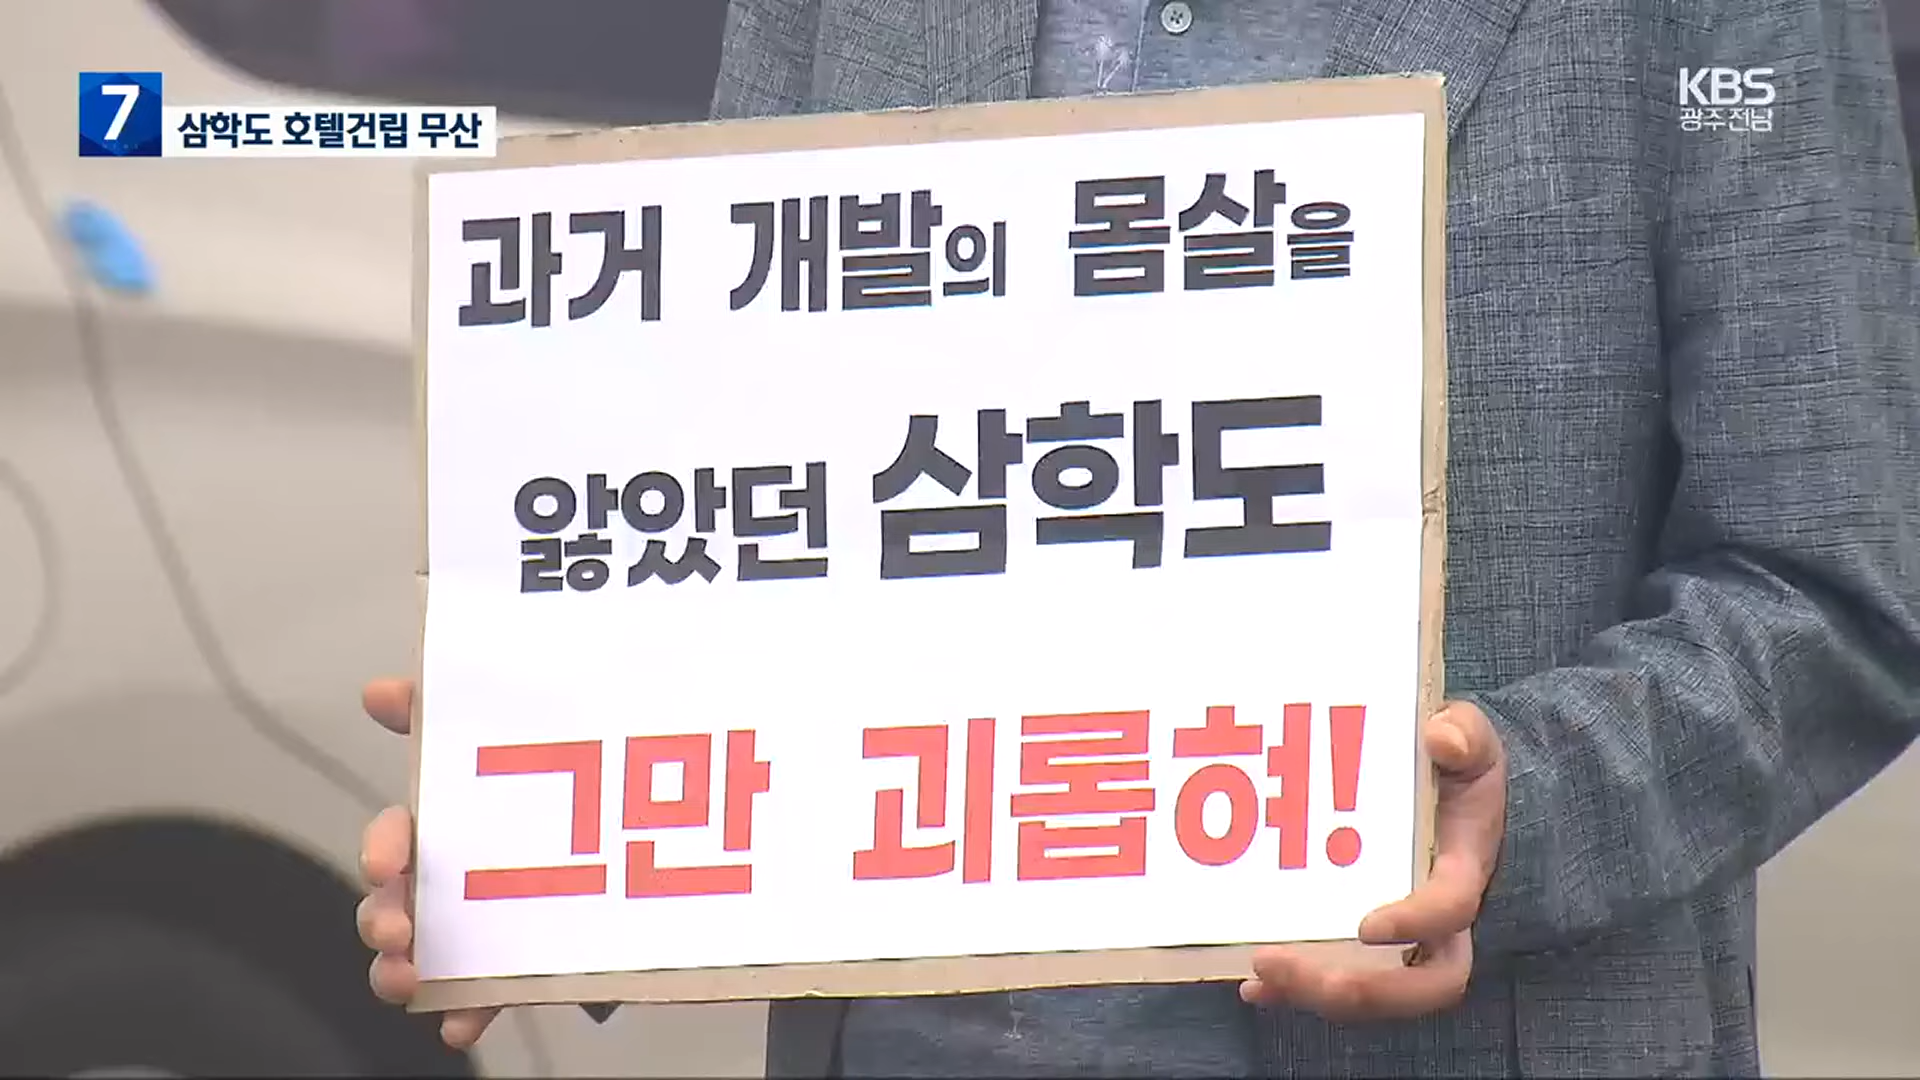 7
삼학도 호텔건립 무산
KBS
광주전남
과거 개발의 몸살을
앓았던 삼학도
그만 괴롭혀!